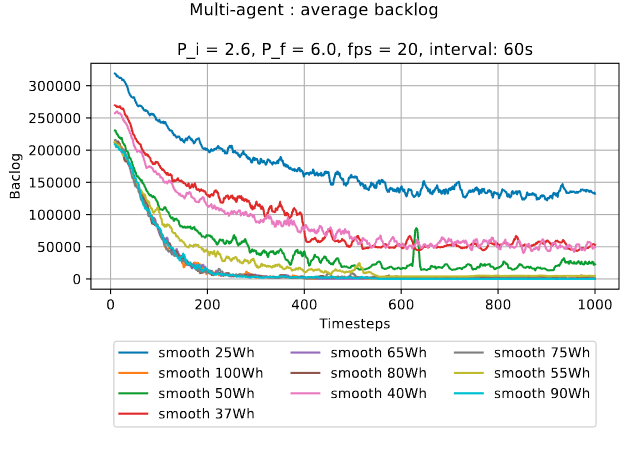 Multi-agent : average backlog
P_i = 2.6, P_f = 6.0, fps = 20, interval: 60s
300000
250000
200000
150000
100000
50000
0
Backlog
0 200 400 600 800 1000
Timesteps
smooth 25Wh smooth 65Wh smooth 75Wh
smooth 100Wh smooth 80Wh smooth 55Wh
smooth 50Wh smooth 40Wh smooth 90Wh
smooth 37Wh